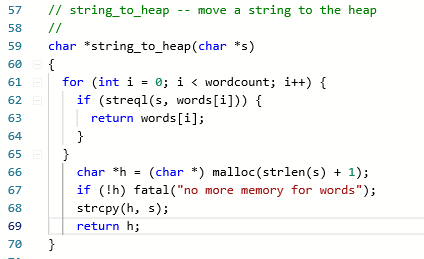 57 // string_to_heap -- move a string to the heap
58 //
59 char *string_to_heap(char *s)
60 {
61   for (int i = 0; i < wordcount; i++) {
62     if (streql(s, words[i])) {
63       return words[i];
64     }
65   }
66     char *h = (char *) malloc(strlen(s) + 1);
67     if (!h) fatal("no more memory for words");
68     strcpy(h, s);
69     return h;
70 }